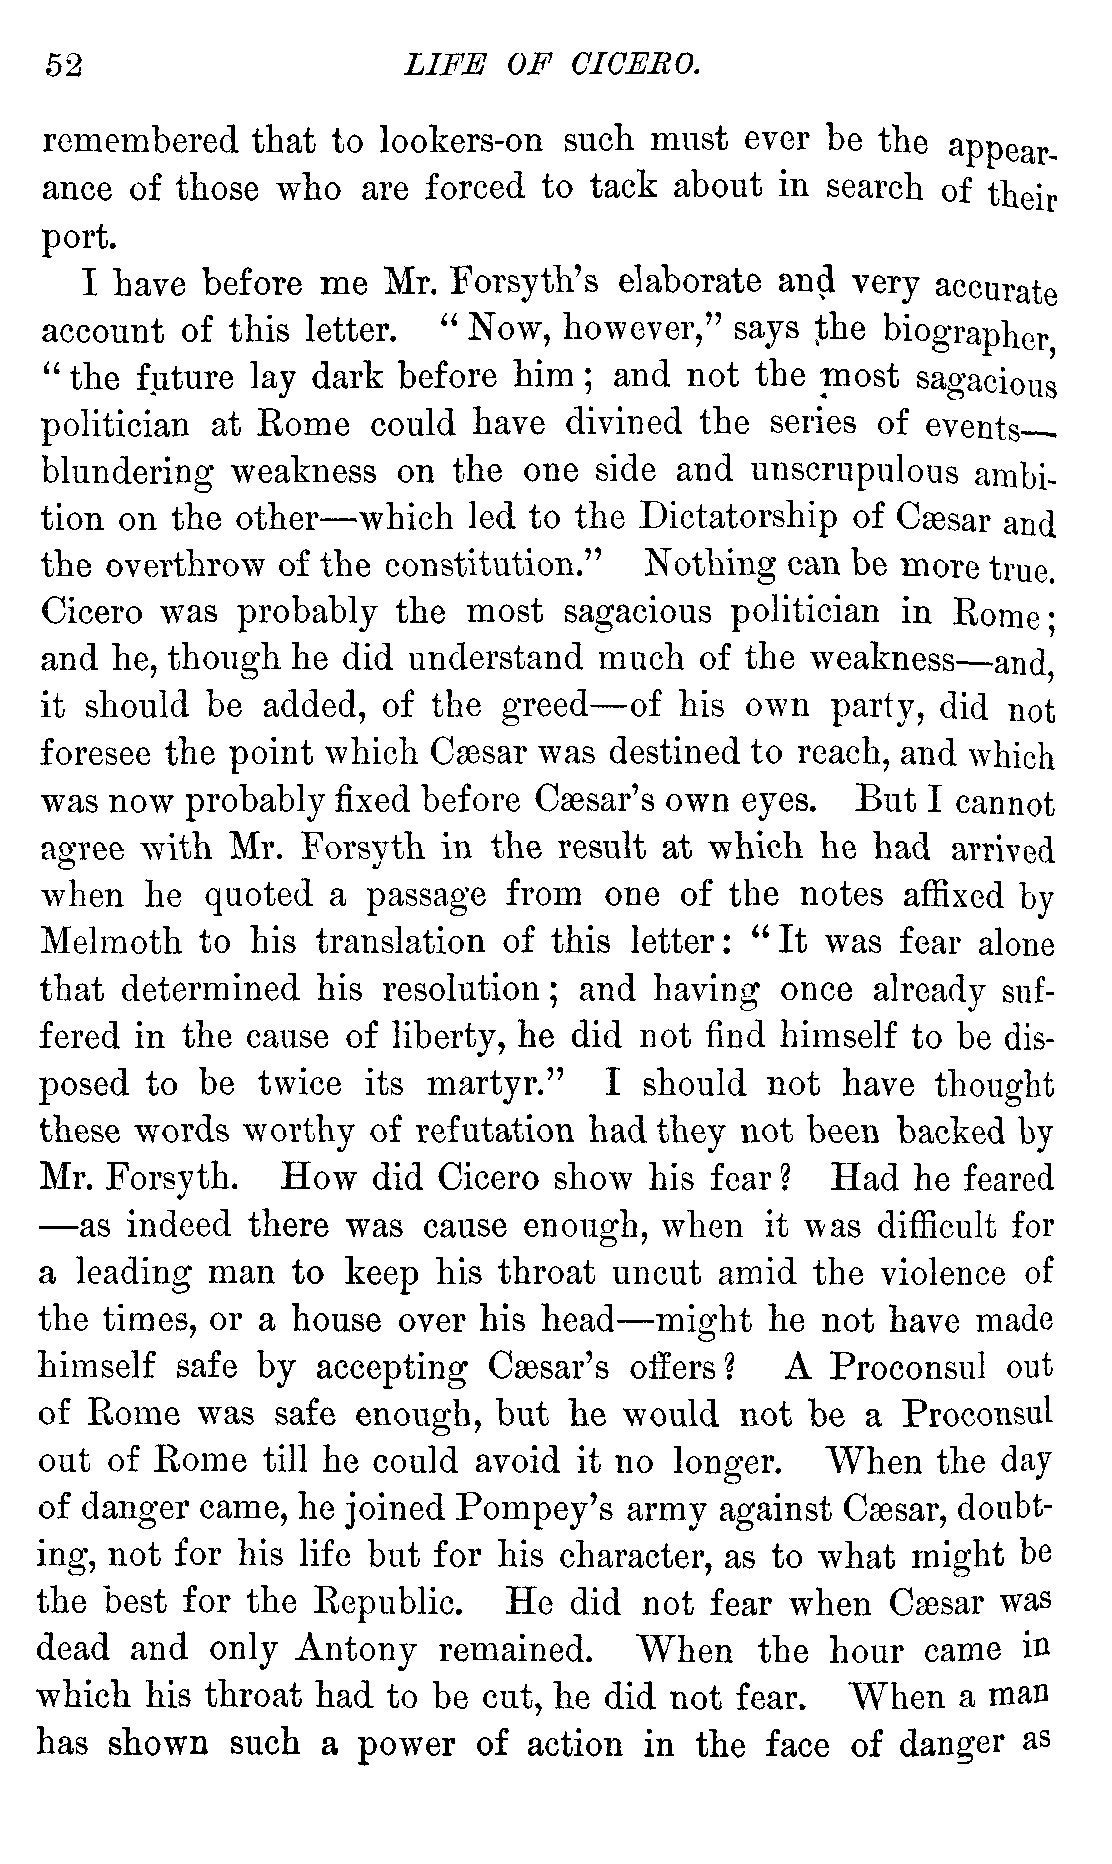 52 LIFE OF CICERO.
remembered that to lookers-on such must ever be the appear-
ance of those who are forced to tack about in search of their
port.
I have before me Mr. Forsyth's elaborate and very accurate
account of this letter. "Now, however," says the biographer,
"the future lay dark before him; and not the most sagacious
politician at Rome could have divined the series of events—
blundering weakness on the one side and unscrupulous ambi-
tion on the other—which led to the Dictatorship of Cæsar and
the overthrow of the constitution." Nothing can be more true.
Cicero was probably the most sagacious politician in Rome;
and he, though he did understand much of the weakness—and,
it should be added, of the greed—of his own party, did not
foresee the point which Cæsar was destined to reach, and which
was now probably fixed before Cæsar's own eyes. But I cannot
agree with Mr. Forsyth in the result at which he had arrived
when he quoted a passage from one of the notes affixed by
Melmoth to his translation of this letter: "It was fear alone
that determined his resolution; and having once already suf-
fered in the cause of liberty, he did not find himself to be dis-
posed to be twice its martyr." I should not have thought
these words worthy of refutation had they not been backed by
Mr. Forsyth. How did Cicero show his fear? Had he feared
—as indeed there was cause enough, when it was difficult for
a leading man to keep his throat uncut amid the violence of
the times, or a house over his head—might he not have made
himself safe by accepting Cæsar's offers? A Proconsul out
of Rome was safe enough, but he would not be a Proconsul
out of Rome till he could avoid it no longer. When the day
of danger came, he joined Pompey's army against Cæsar, doubt-
ing, not for his life but for his character, as to what might be
the best for the Republic. He did not fear when Cæsar was
dead and only Antony remained. When the hour came in
which his throat had to be cut, he did not fear. When a man
has shown such a power of action in the face of danger as